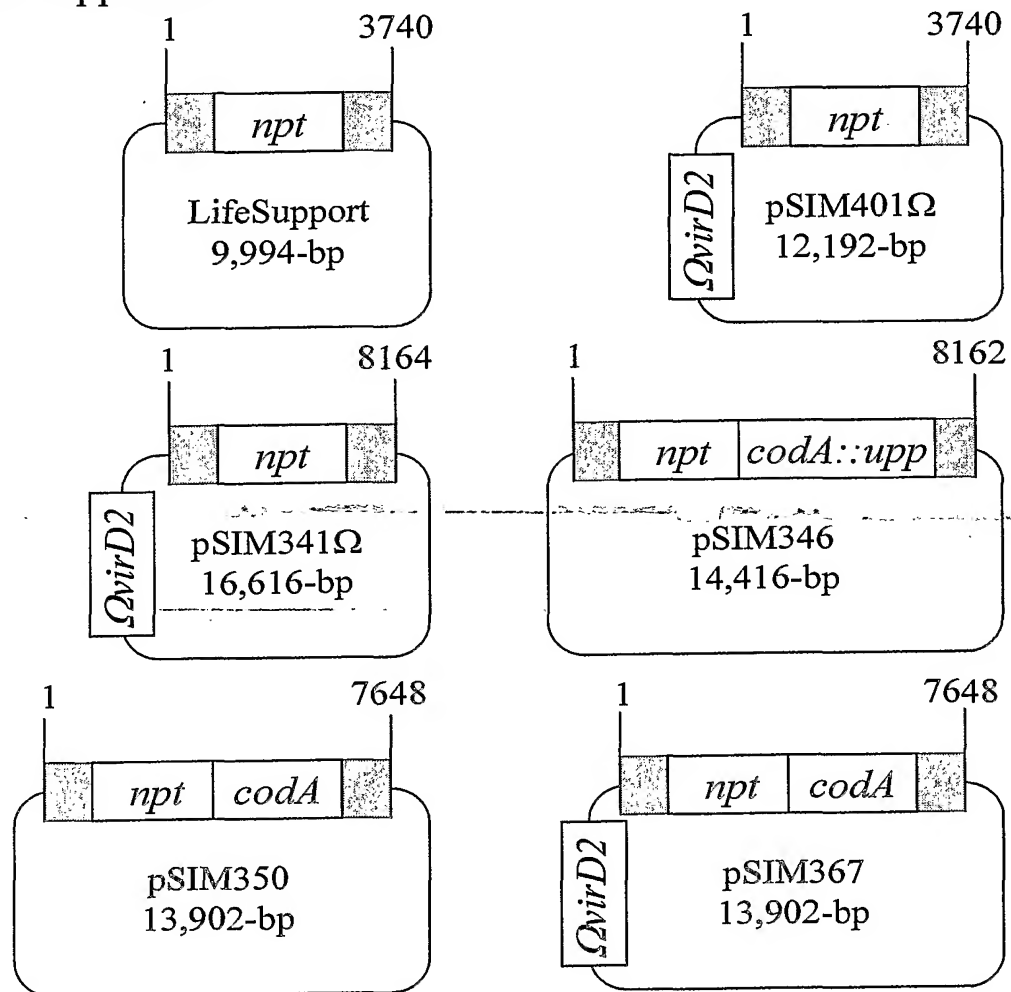 1 3740
npt
LifeSupport
9,994-bp
1 3740
npt
ΩvirD2
pSIM401Ω
12,192-bp
1 8164
npt
ΩvirD2
pSIM341Ω
16,616-bp
1 8162
npt codA::upp
pSIM346
14,416-bp
1 7648
npt codA
pSIM350
13,902-bp
1 7648
npt codA
ΩvirD2
pSIM367
13,902-bp